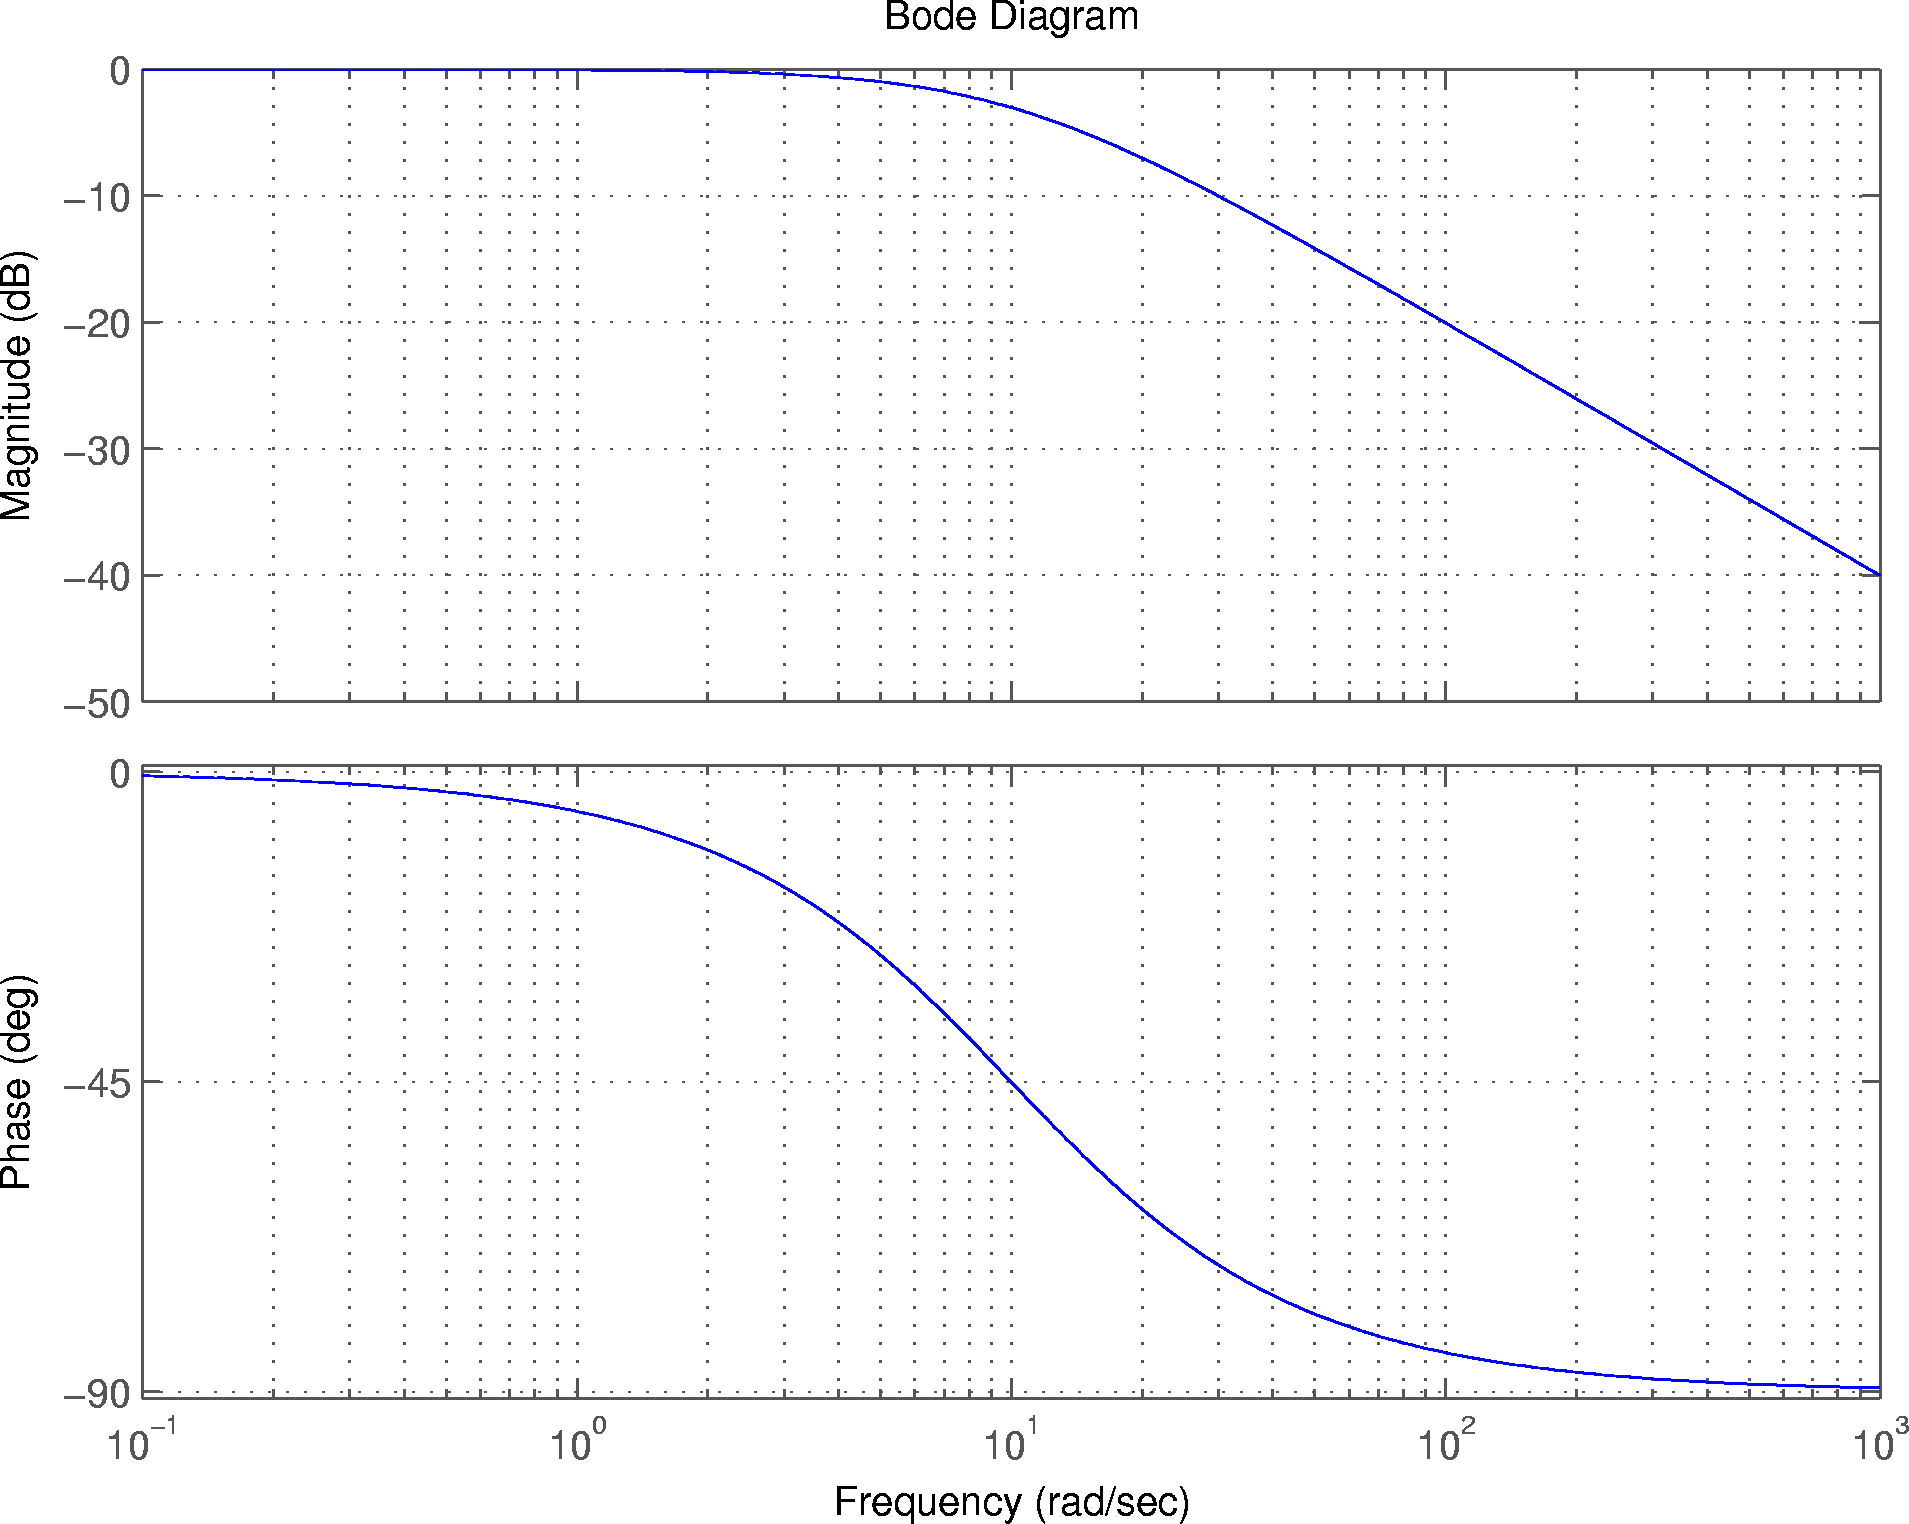 Bode Diagram
Magnitude (dB)
0
−10
−20
−30
−40
−50
Phase (deg)
0
−45
−90
10⁻¹ 10⁰ 10¹ 10² 10³
Frequency (rad/sec)